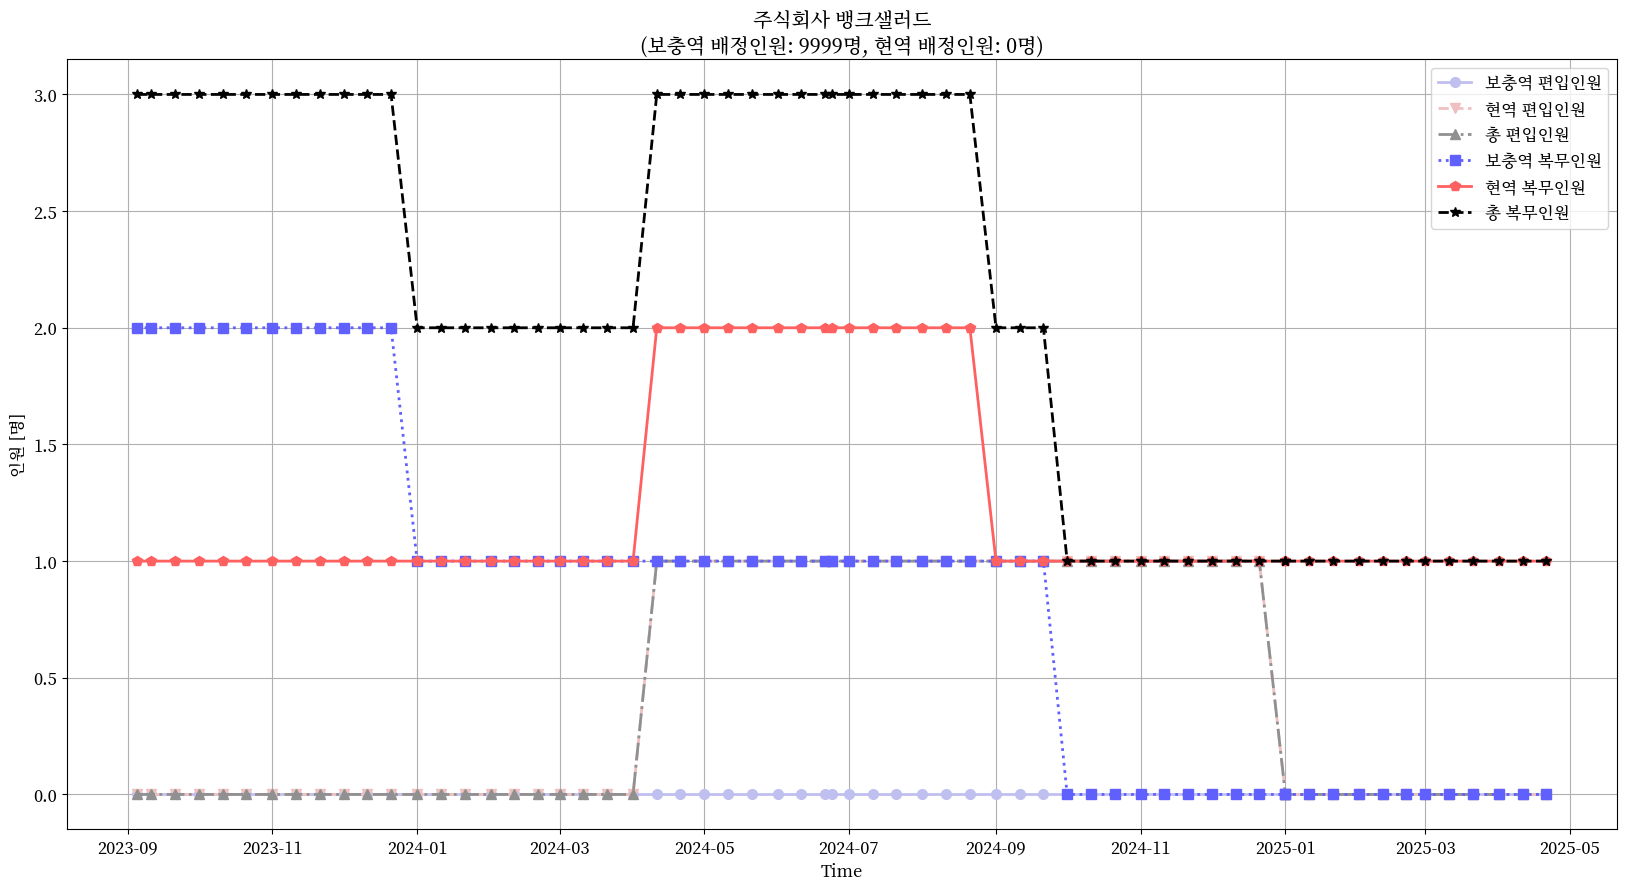 주식회사 뱅크샐러드
(보충역 배정인원: 9999명, 현역 배정인원: 0명)
보충역 편입인원
현역 편입인원
총 편입인원
보충역 복무인원
현역 복무인원
총 복무인원
인원 [명]
3.0
2.5
2.0
1.5
1.0
0.5
0.0
2023-09 2023-11 2024-01 2024-03 2024-05 2024-07 2024-09 2024-11 2025-01 2025-03 2025-05
Time